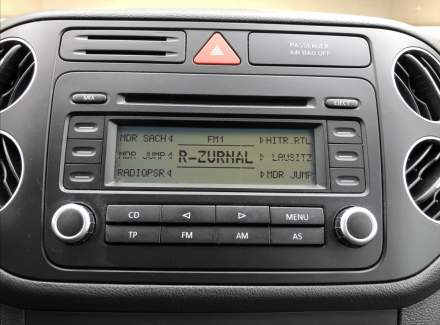 PASSENGER
AIR BAG OFF
MIX
EJECT
MDR SACH FM1 HITR.RTL
MDR JUMP R-ZURNAL LAUSITZ
RADIOPSR MDR JUMP
CD MENU
TP FM AM AS